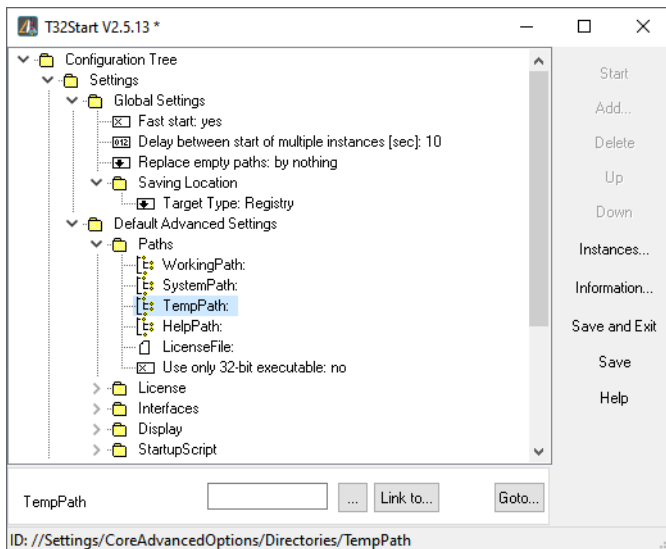 T32Start V2.5.13 *
Configuration Tree
Settings
Global Settings
Fast start: yes
012 Delay between start of multiple instances [sec]: 10
Replace empty paths: by nothing
Saving Location
Target Type: Registry
Default Advanced Settings
Paths
WorkingPath:
SystemPath:
TempPath:
HelpPath:
LicenseFile:
Use only 32-bit executable: no
License
Interfaces
Display
StartupScript
Start
Add...
Delete
Up
Down
Instances...
Information...
Save and Exit
Save
Help
TempPath
...
Link to...
Goto...
ID: //Settings/CoreAdvancedOptions/Directories/TempPath